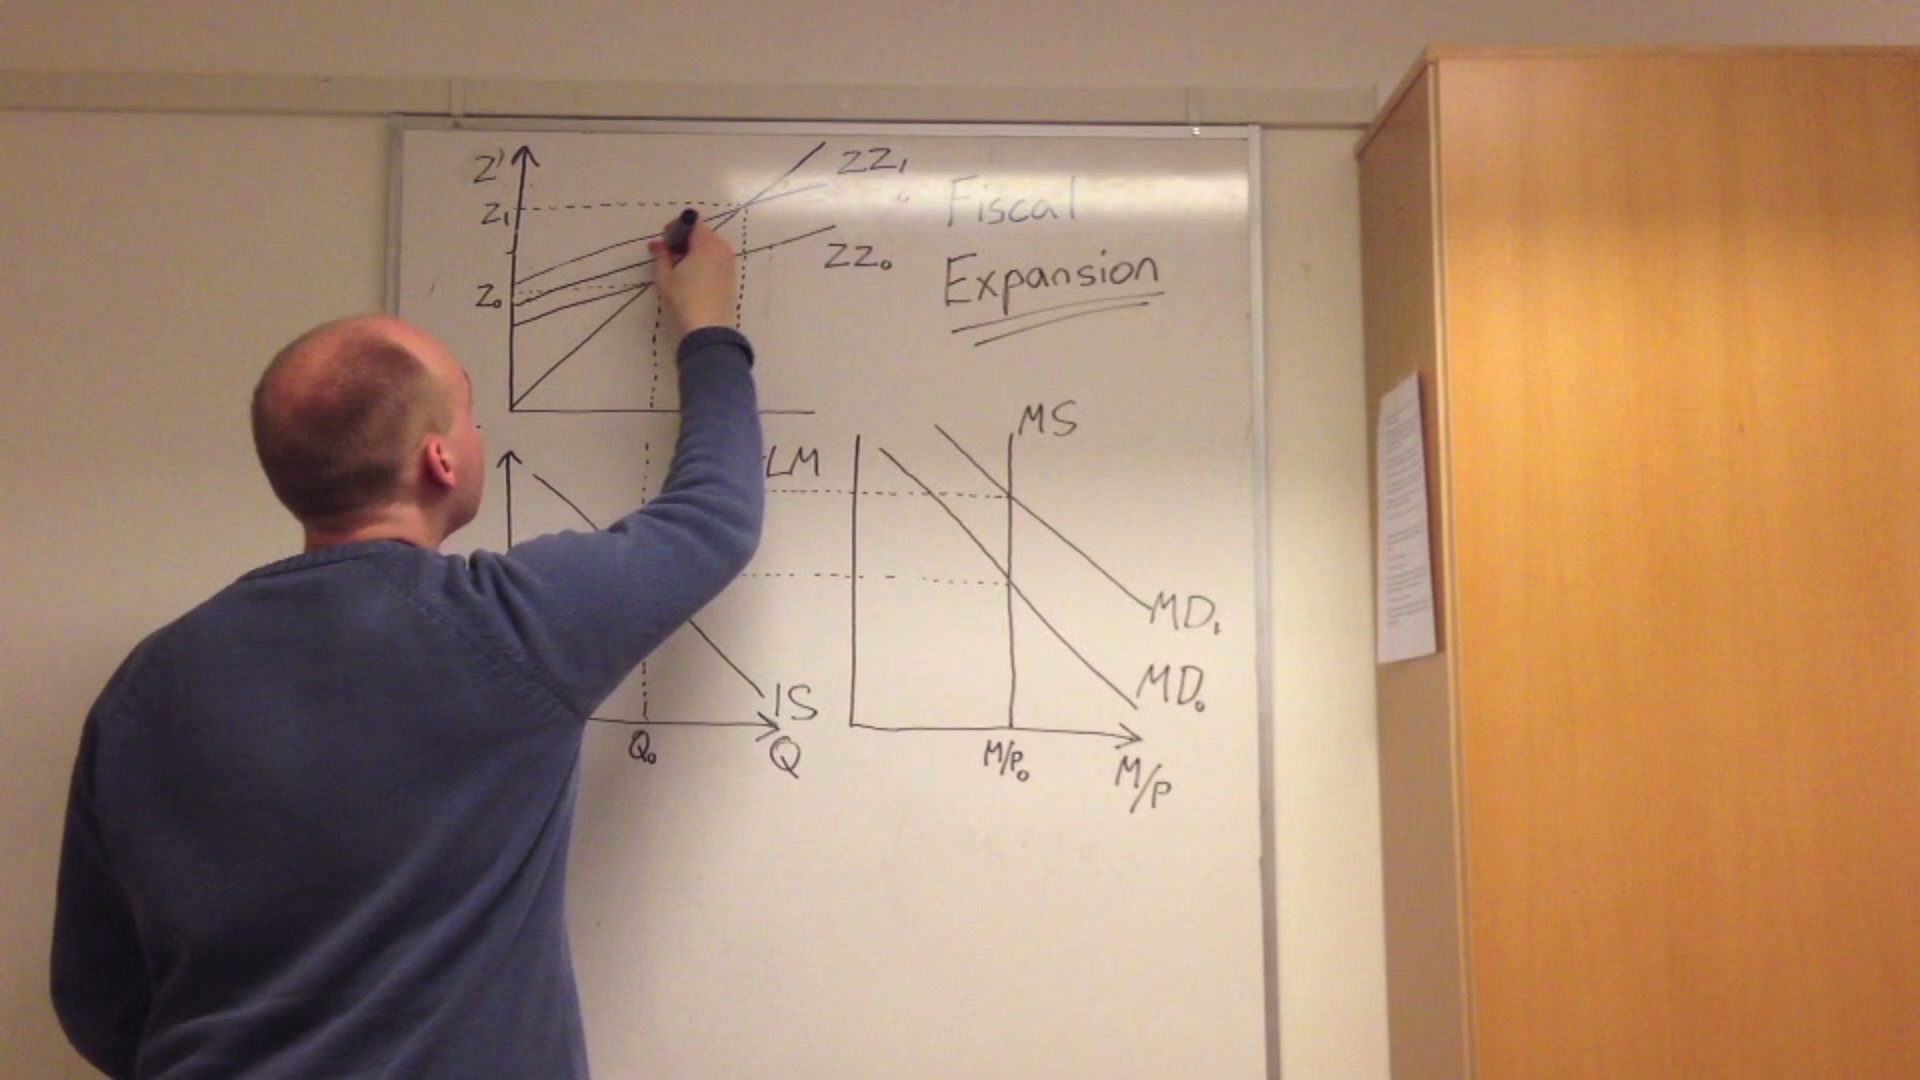 Z'
ZZ₁
Z₁
ZZ₀
Z₀
Fiscal
Expansion
LM
IS
Q₀
Q
MS
MD₁
MD₀
M/P₀
M/P